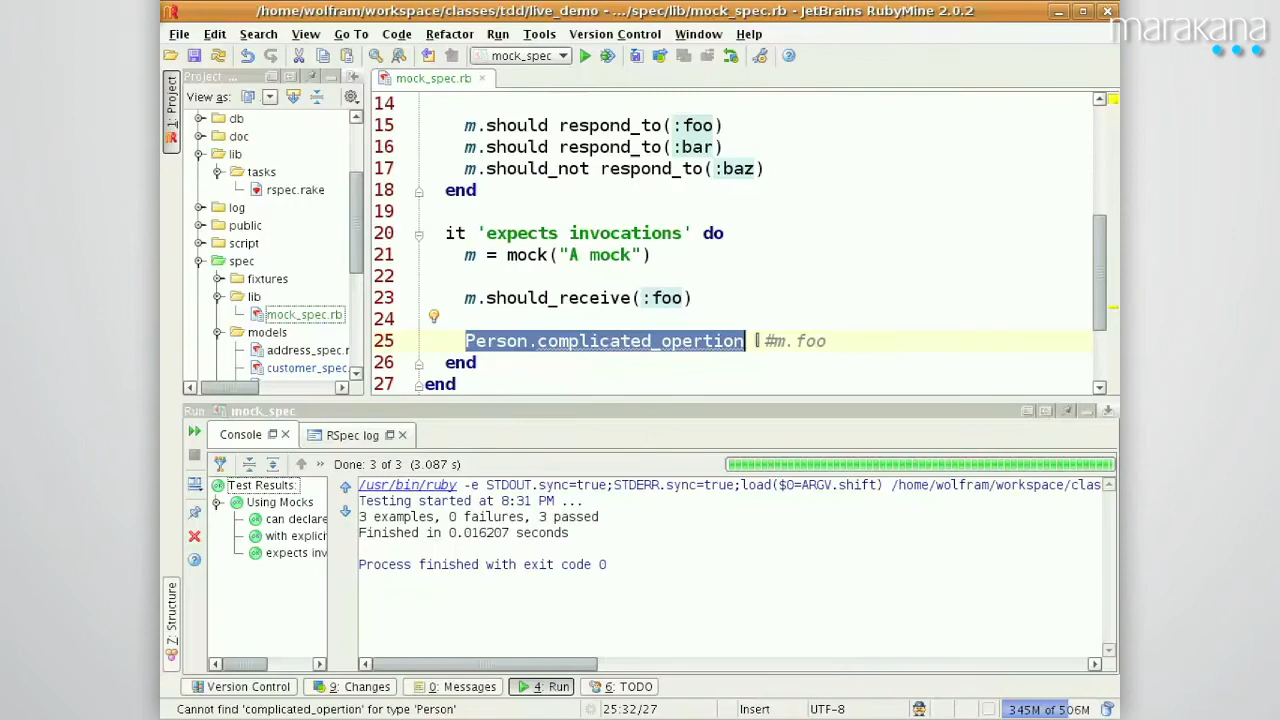 /home/wolfram/workspace/classes/tdd/live_demo - .../spec/lib/mock_spec.rb - JetBrains RubyMine 2.0.2
marakana
File Edit Search View Go To Code Refactor Run Tools Version Control Window Help
mock_spec
1: Project
Project ...
mock_spec.rb
View as:
db
doc
lib
tasks
rspec.rake
log
public
script
spec
fixtures
lib
mock_spec.rb
models
address_spec.r
customer_spec.
14
15 m.should respond_to(:foo)
16 m.should respond_to(:bar)
17 m.should_not respond_to(:baz)
18 end
19
20 it 'expects invocations' do
21 m = mock("A mock")
22
23 m.should_receive(:foo)
24
25 Person.complicated_opertion #m.foo
26 end
27 end
Run mock_spec
Console RSpec log
Done: 3 of 3 (3.087 s)
Test Results:
Using Mocks
can declare
with explici
expects inv
/usr/bin/ruby -e STDOUT.sync=true;STDERR.sync=true;load($0=ARGV.shift) /home/wolfram/workspace/clas
Testing started at 8:31 PM ...
3 examples, 0 failures, 3 passed
Finished in 0.016207 seconds
Process finished with exit code 0
Z: Structure
Version Control 9: Changes 0: Messages 4: Run 6: TODO
Cannot find 'complicated_opertion' for type 'Person' 25:32/27 Insert UTF-8 345M of 506M